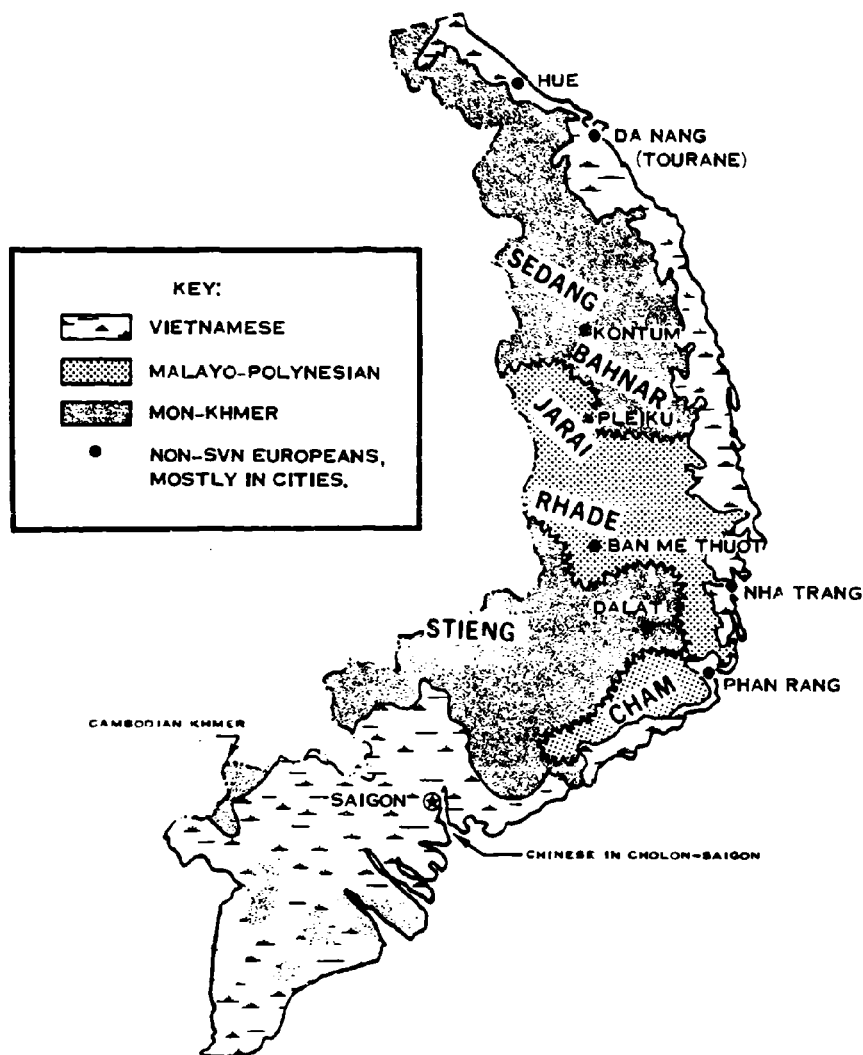 HUE
DA NANG
(TOURANE)
SEDANG
KONTUM
BAHNAR
PLEIKU
JARAI
RHADE
BAN ME THUOT
NHA TRANG
DALAT
STIENG
PHAN RANG
CHAM
CAMBODIAN KHMER
SAIGON
CHINESE IN CHOLON-SAIGON
KEY:
VIETNAMESE
MALAYO-POLYNESIAN
MON-KHMER
NON-SVN EUROPEANS,
MOSTLY IN CITIES.